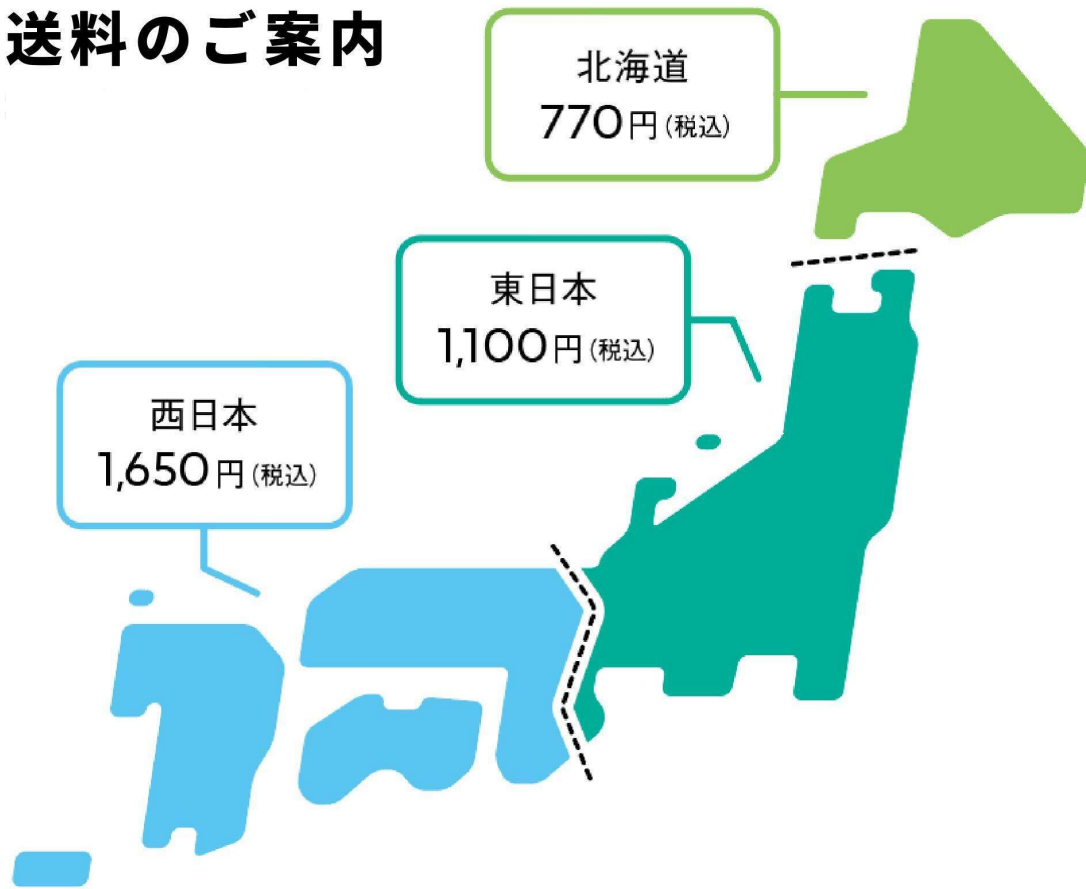 送料のご案内
北海道
770円(税込)
東日本
1,100円(税込)
西日本
1,650円(税込)